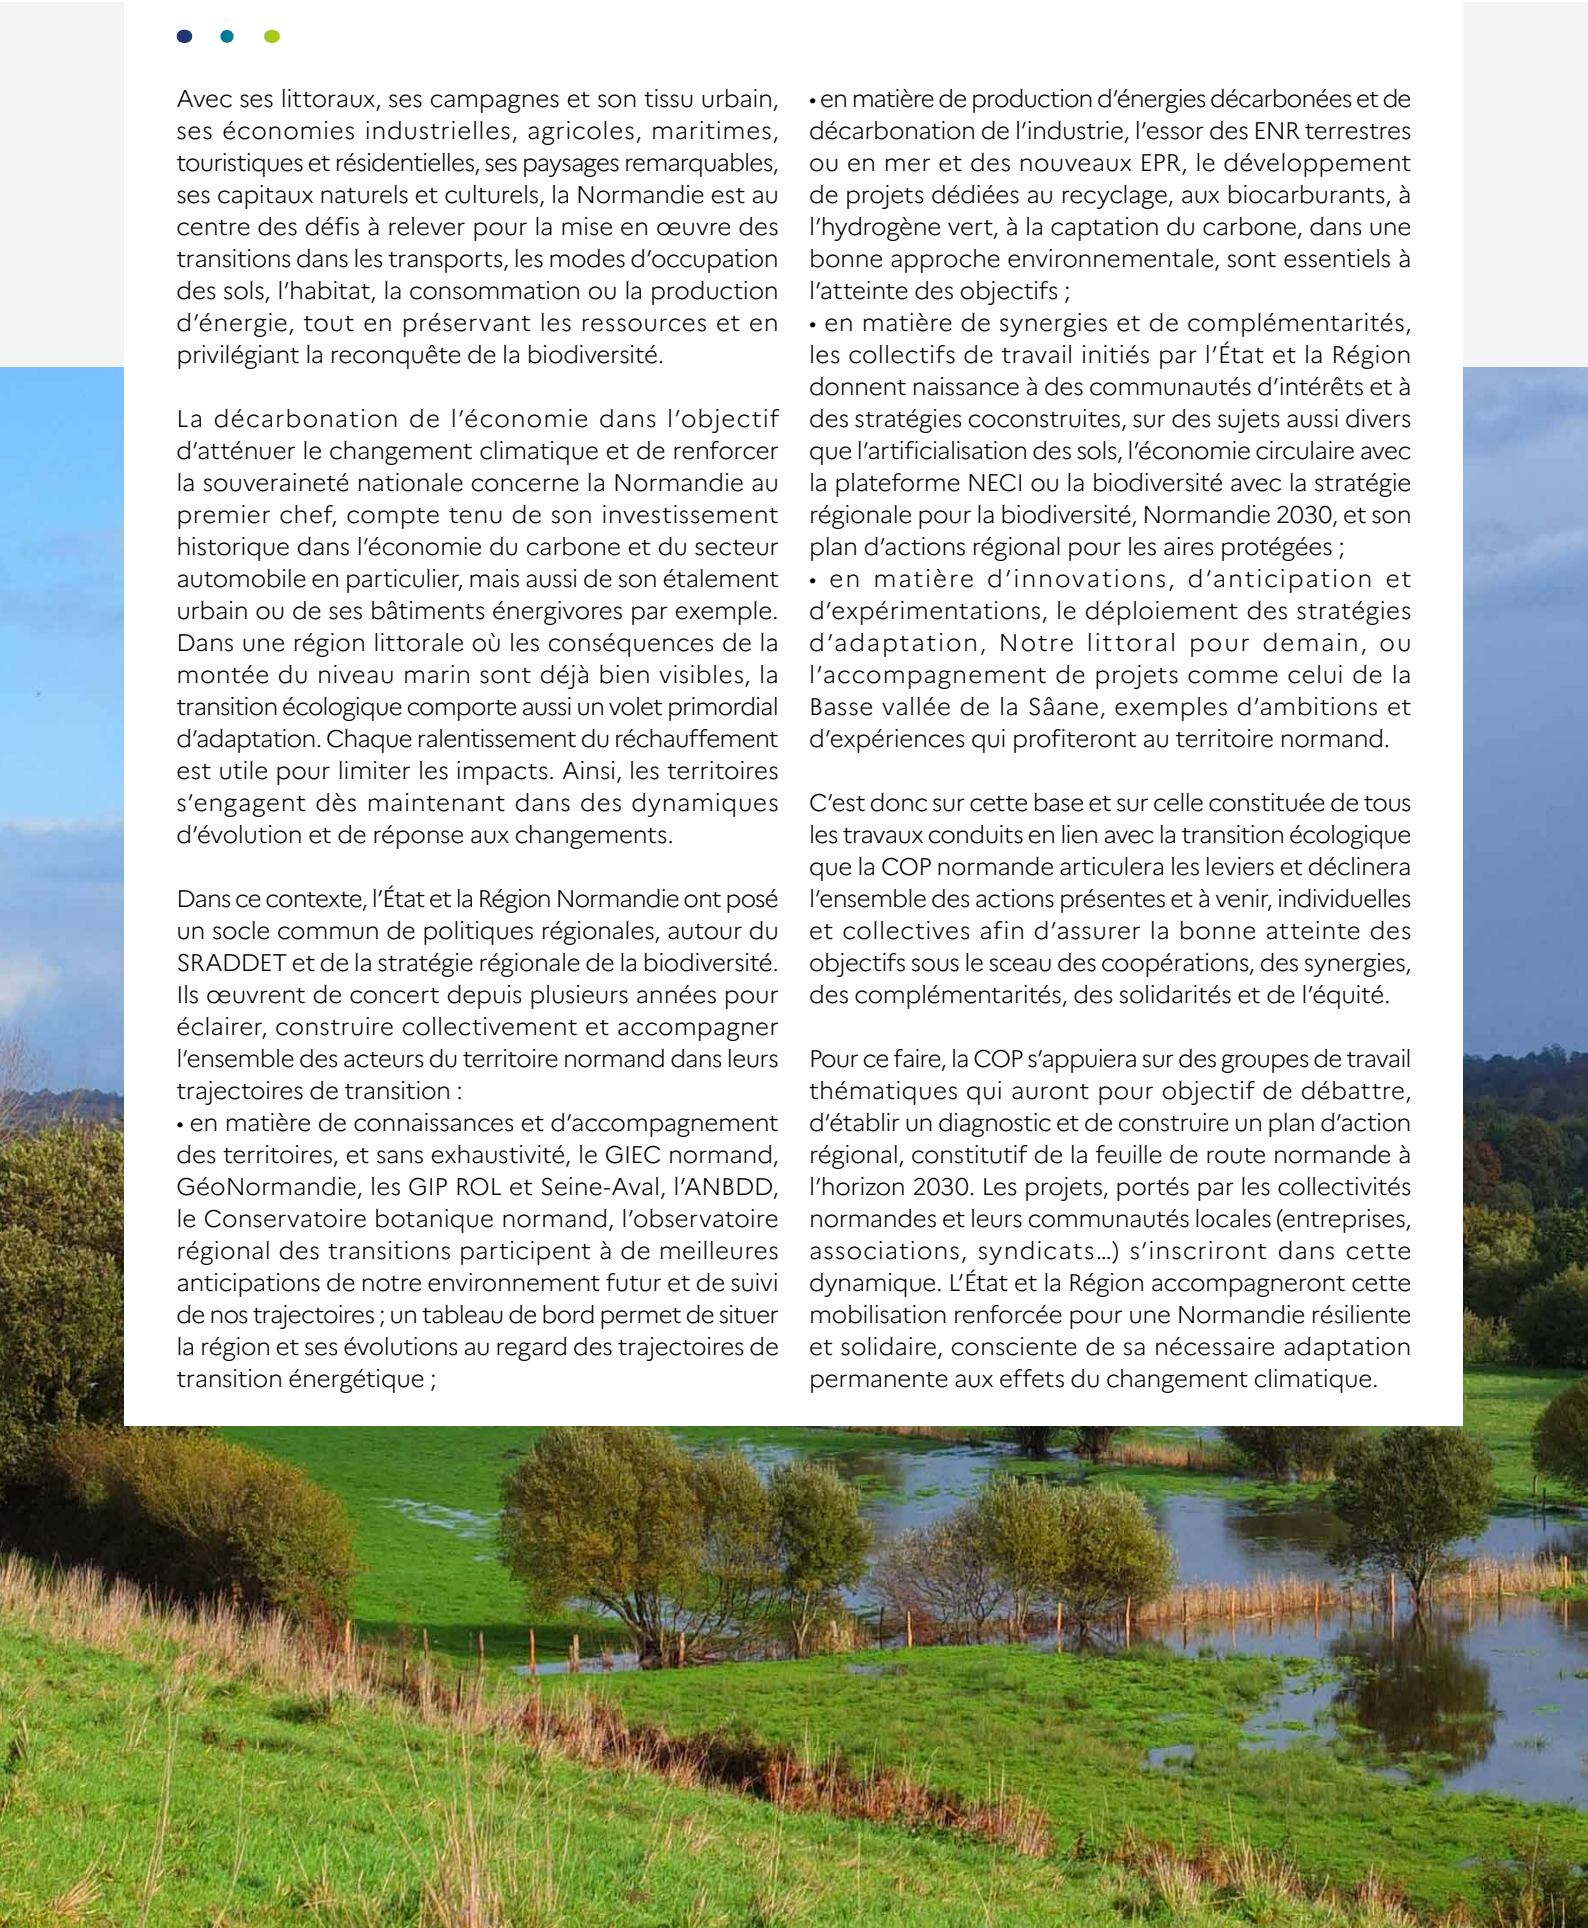 Avec ses littoraux, ses campagnes et son tissu urbain,
ses économies industrielles, agricoles, maritimes,
touristiques et résidentielles, ses paysages remarquables,
ses capitaux naturels et culturels, la Normandie est au
centre des défis à relever pour la mise en œuvre des
transitions dans les transports, les modes d’occupation
des sols, l’habitat, la consommation ou la production
d’énergie, tout en préservant les ressources et en
privilégiant la reconquête de la biodiversité.

La décarbonation de l’économie dans l’objectif
d’atténuer le changement climatique et de renforcer
la souveraineté nationale concerne la Normandie au
premier chef, compte tenu de son investissement
historique dans l’économie du carbone et du secteur
automobile en particulier, mais aussi de son étalement
urbain ou de ses bâtiments énergivores par exemple.
Dans une région littorale où les conséquences de la
montée du niveau marin sont déjà bien visibles, la
transition écologique comporte aussi un volet primordial
d’adaptation. Chaque ralentissement du réchauffement
est utile pour limiter les impacts. Ainsi, les territoires
s’engagent dès maintenant dans des dynamiques
d’évolution et de réponse aux changements.

Dans ce contexte, l’État et la Région Normandie ont posé
un socle commun de politiques régionales, autour du
SRADDET et de la stratégie régionale de la biodiversité.
Ils œuvrent de concert depuis plusieurs années pour
éclairer, construire collectivement et accompagner
l’ensemble des acteurs du territoire normand dans leurs
trajectoires de transition :
• en matière de connaissances et d’accompagnement
des territoires, et sans exhaustivité, le GIEC normand,
GéoNormandie, les GIP ROL et Seine-Aval, l’ANBDD,
le Conservatoire botanique normand, l’observatoire
régional des transitions participent à de meilleures
anticipations de notre environnement futur et de suivi
de nos trajectoires ; un tableau de bord permet de situer
la région et ses évolutions au regard des trajectoires de
transition énergétique ;
• en matière de production d’énergies décarbonées et de
décarbonation de l’industrie, l’essor des ENR terrestres
ou en mer et des nouveaux EPR, le développement
de projets dédiées au recyclage, aux biocarburants, à
l’hydrogène vert, à la captation du carbone, dans une
bonne approche environnementale, sont essentiels à
l’atteinte des objectifs ;
• en matière de synergies et de complémentarités,
les collectifs de travail initiés par l’État et la Région
donnent naissance à des communautés d’intérêts et à
des stratégies coconstruites, sur des sujets aussi divers
que l’artificialisation des sols, l’économie circulaire avec
la plateforme NECI ou la biodiversité avec la stratégie
régionale pour la biodiversité, Normandie 2030, et son
plan d’actions régional pour les aires protégées ;
• en matière d’innovations, d’anticipation et
d’expérimentations, le déploiement des stratégies
d’adaptation, Notre littoral pour demain, ou
l’accompagnement de projets comme celui de la
Basse vallée de la Sâane, exemples d’ambitions et
d’expériences qui profiteront au territoire normand.

C’est donc sur cette base et sur celle constituée de tous
les travaux conduits en lien avec la transition écologique
que la COP normande articulera les leviers et déclinera
l’ensemble des actions présentes et à venir, individuelles
et collectives afin d’assurer la bonne atteinte des
objectifs sous le sceau des coopérations, des synergies,
des complémentarités, des solidarités et de l’équité.

Pour ce faire, la COP s’appuiera sur des groupes de travail
thématiques qui auront pour objectif de débattre,
d’établir un diagnostic et de construire un plan d’action
régional, constitutif de la feuille de route normande à
l’horizon 2030. Les projets, portés par les collectivités
normandes et leurs communautés locales (entreprises,
associations, syndicats…) s’inscriront dans cette
dynamique. L’État et la Région accompagneront cette
mobilisation renforcée pour une Normandie résiliente
et solidaire, consciente de sa nécessaire adaptation
permanente aux effets du changement climatique.